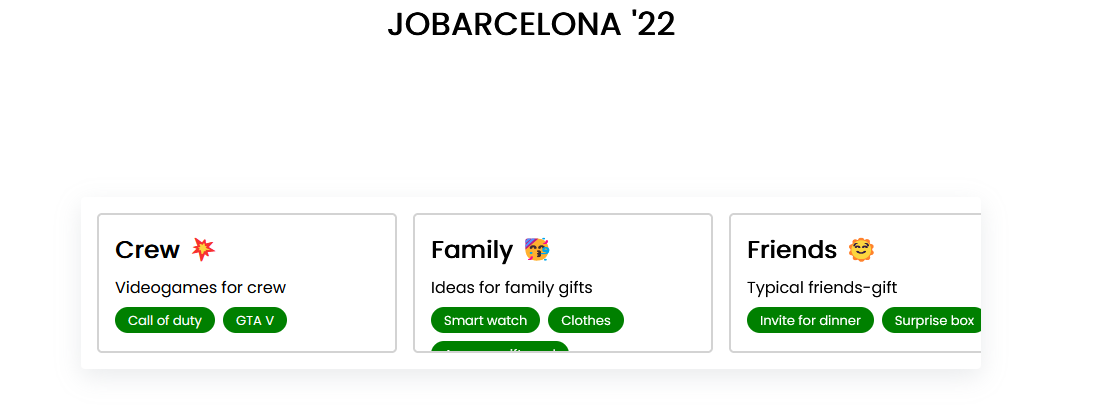 JOBARCELONA '22
Crew 💥
Videogames for crew
Call of duty GTA V
Family 🥳
Ideas for family gifts
Smart watch Clothes
Friends 🌞
Typical friends-gift
Invite for dinner Surprise box